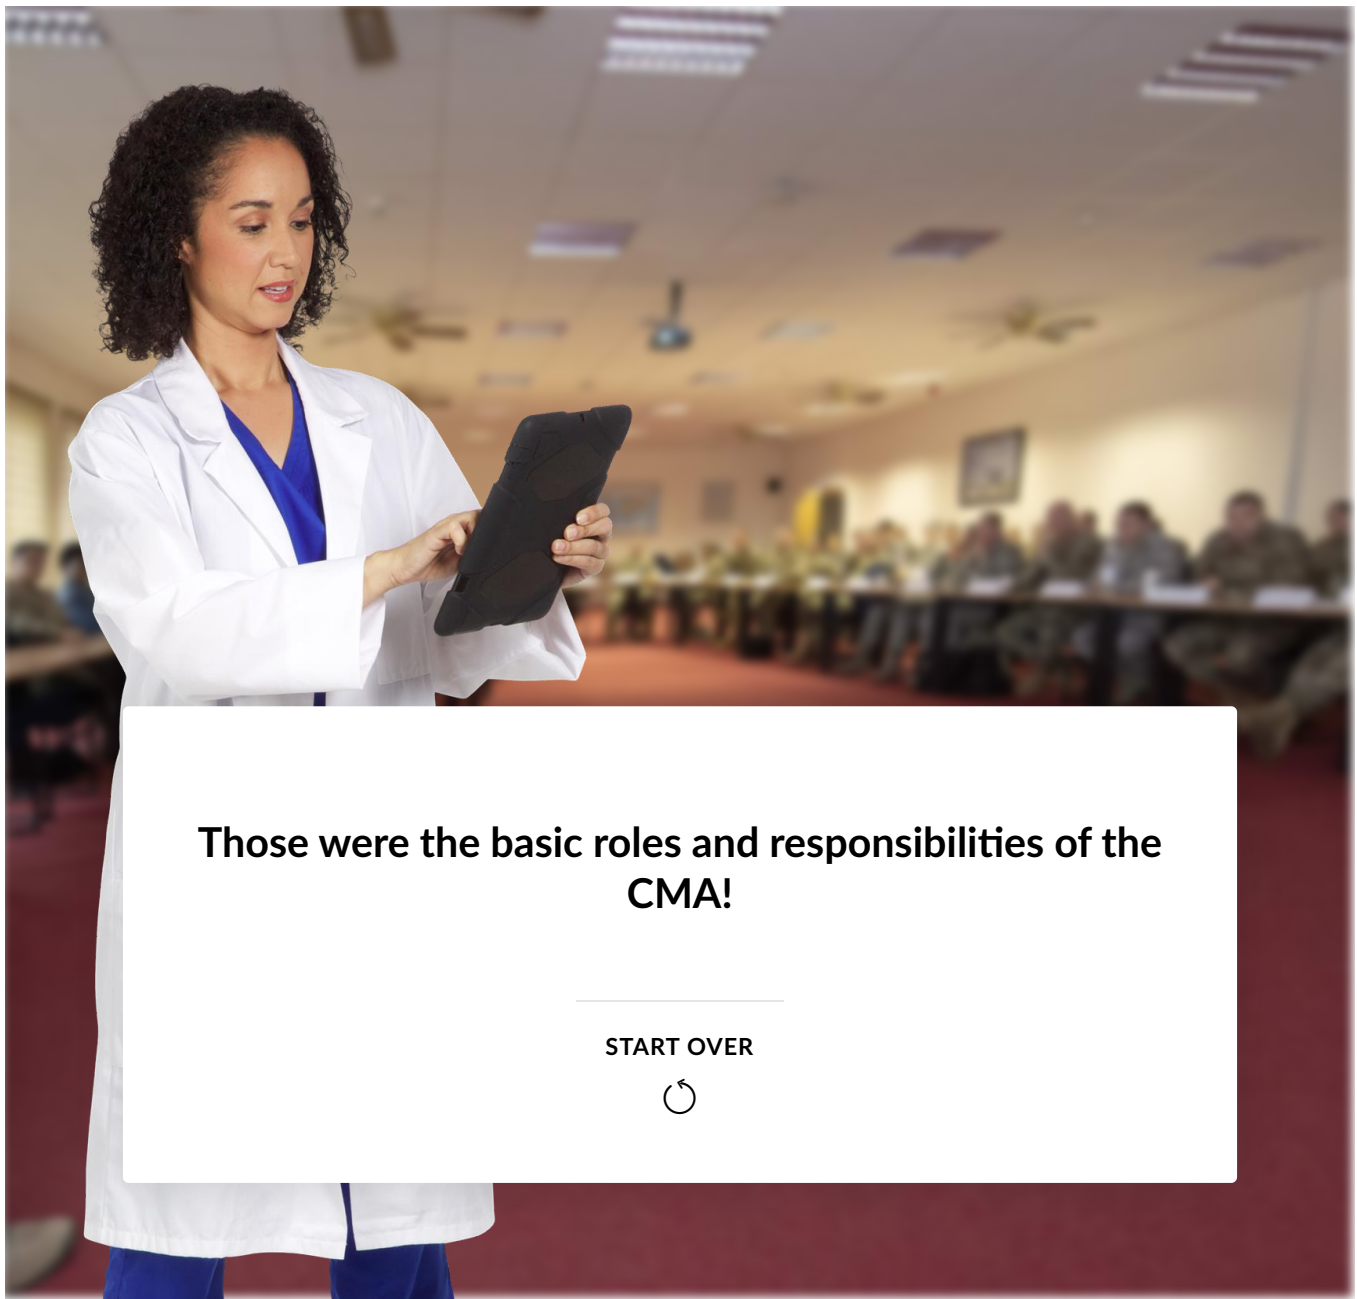 Those were the basic roles and responsibilities of the
CMA!
START OVER